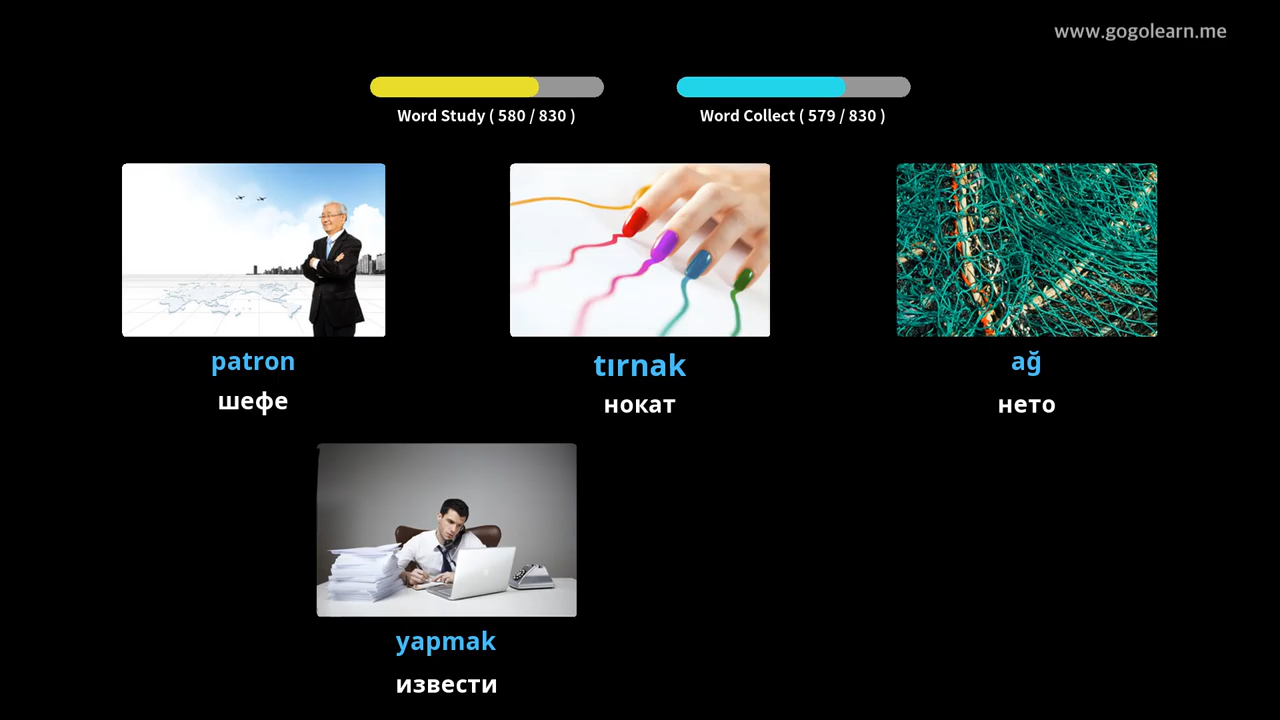 www.gogolearn.me
Word Study ( 580 / 830 )
Word Collect ( 579 / 830 )
patron
шефе
tırnak
нокат
ağ
нето
yapmak
извести